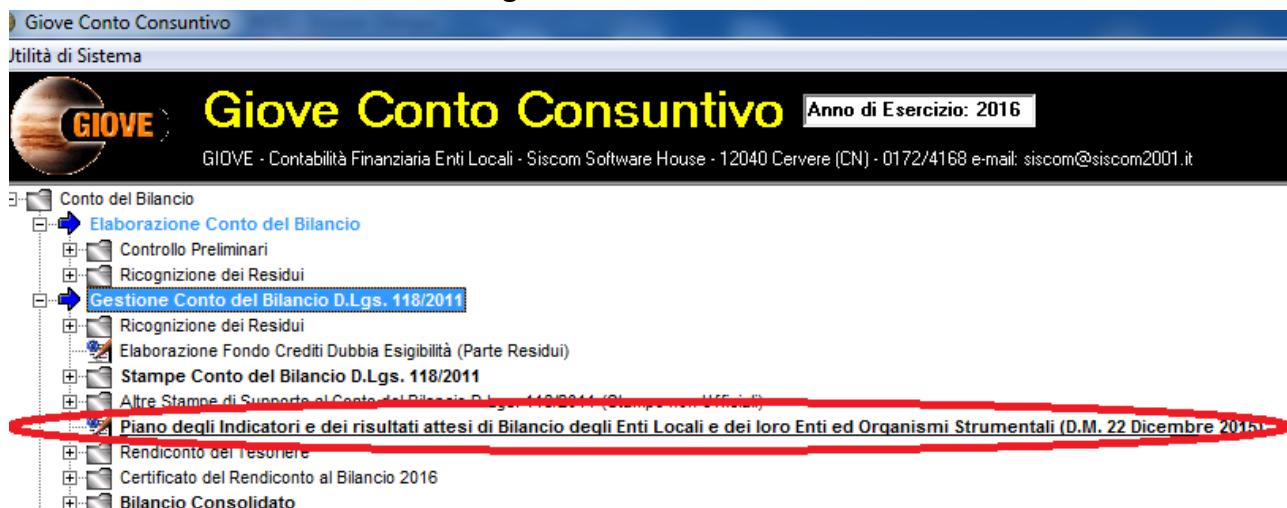 Giove Conto Consuntivo
Utilità di Sistema
GIOVE
Giove Conto Consuntivo Anno di Esercizio: 2016
GIOVE - Contabilità Finanziaria Enti Locali - Siscom Software House - 12040 Cervere (CN) - 0172/4168 e-mail: siscom@siscom2001.it
Conto del Bilancio
Elaborazione Conto del Bilancio
Controllo Preliminari
Ricognizione dei Residui
Gestione Conto del Bilancio D.Lgs. 118/2011
Ricognizione dei Residui
Elaborazione Fondo Crediti Dubbia Esigibilità (Parte Residui)
Stampe Conto del Bilancio D.Lgs. 118/2011
Altre Stampe di Supporto al Conto del Bilancio D.Lgs. 118/2011 (Stampe non Ufficiali)
Piano degli Indicatori e dei risultati attesi di Bilancio degli Enti Locali e dei loro Enti ed Organismi Strumentali (D.M. 22 Dicembre 2015)
Rendiconto del Tesoriere
Certificato del Rendiconto al Bilancio 2016
Bilancio Consolidato